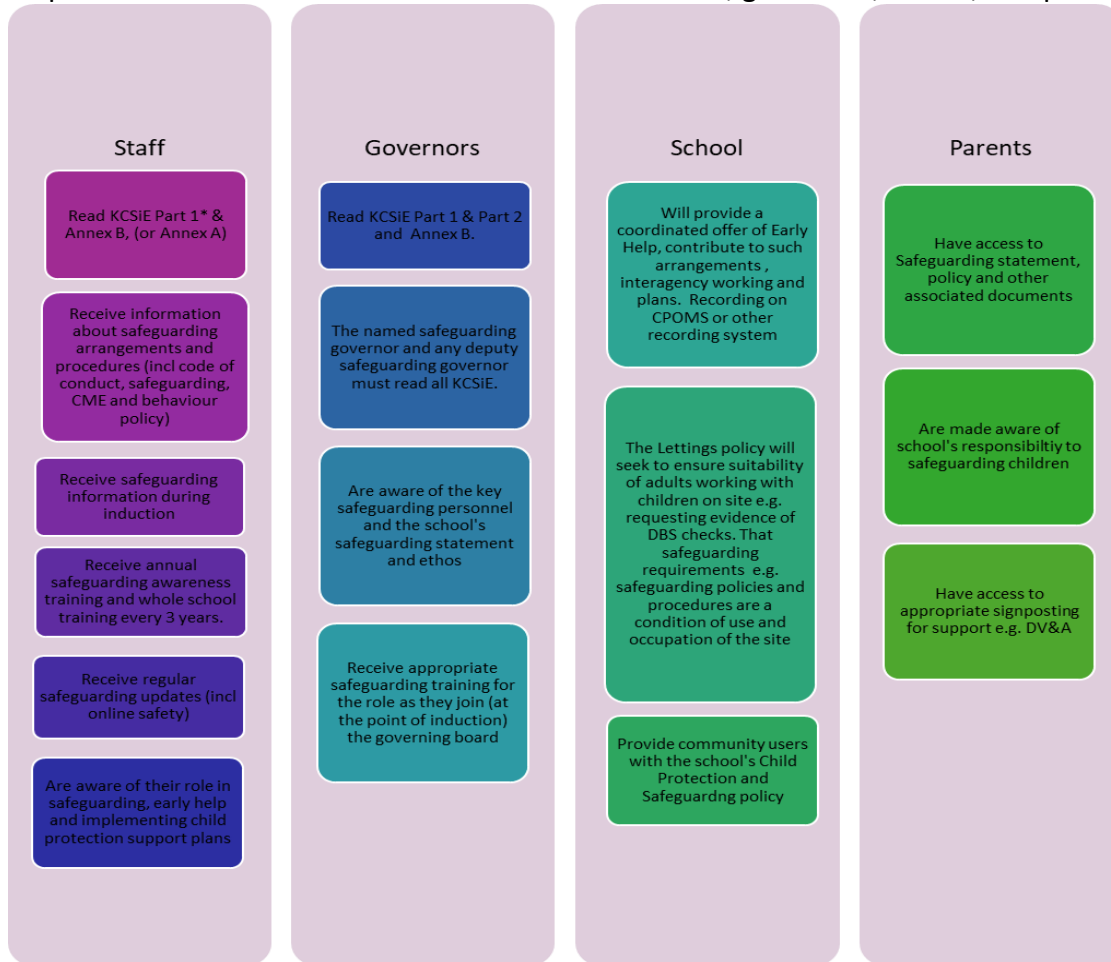 Staff
Read KCSiE Part 1* &
Annex B, (or Annex A)
Receive information
about safeguarding
arrangements and
procedures (incl code of
conduct, safeguarding,
CME and behaviour
policy)
Receive safeguarding
information during
induction
Receive annual
safeguarding awareness
training and whole school
training every 3 years.
Receive regular
safeguarding updates (incl
online safety)
Are aware of their role in
safeguarding, early help
and implementing child
protection support plans
Governors
Read KCSiE Part 1 & Part 2
and Annex B.
The named safeguarding
governor and any deputy
safeguarding governor
must read all KCSiE.
Are aware of the key
safeguarding personnel
and the school's
safeguarding statement
and ethos
Receive appropriate
safeguarding training for
the role as they join (at
the point of induction)
the governing board
School
Will provide a
coordinated offer of Early
Help, contribute to such
arrangements ,
interagency working and
plans. Recording on
CPOMS or other
recording system
The Lettings policy will
seek to ensure suitability
of adults working with
children on site e.g.
requesting evidence of
DBS checks. That
safeguarding
requirements e.g.
safeguarding policies and
procedures are a
condition of use and
occupation of the site
Provide community users
with the school's Child
Protection and
Safeguardng policy
Parents
Have access to
Safeguarding statement,
policy and other
associated documents
Are made aware of
school's responsibiltiy to
safeguarding children
Have access to
appropriate signposting
for support e.g. DV&A